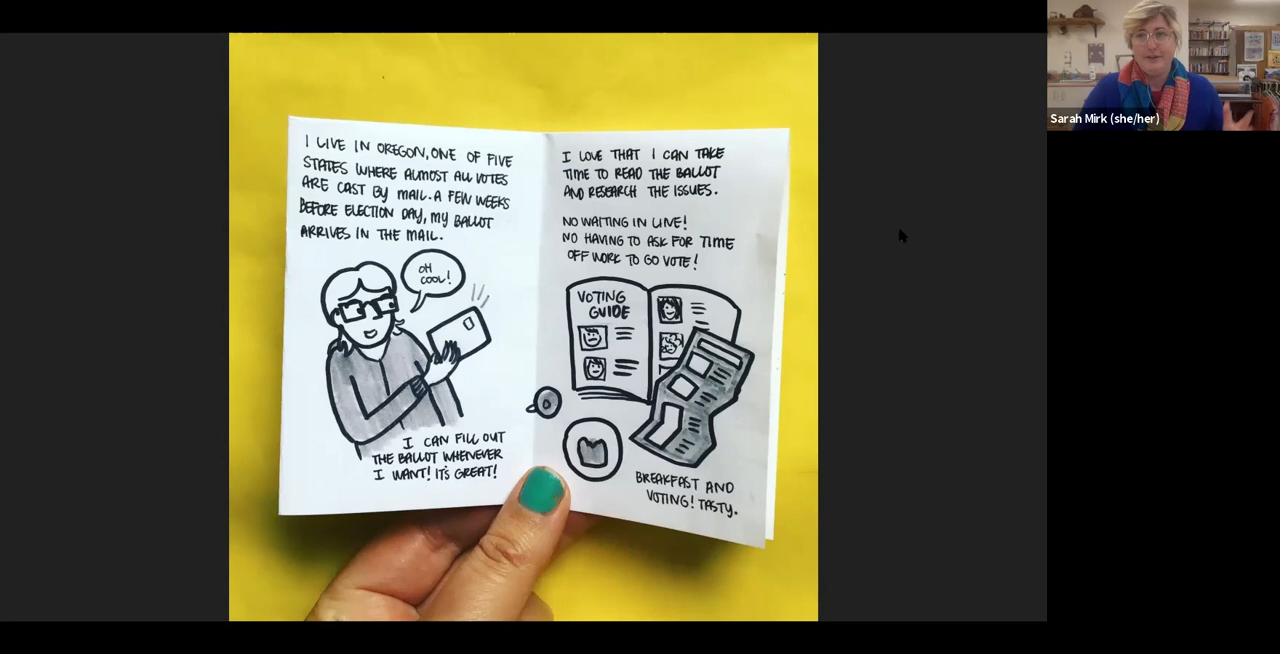 I LIVE IN OREGON, ONE OF FIVE
STATES WHERE ALMOST ALL VOTES
ARE CAST BY MAIL. A FEW WEEKS
BEFORE ELECTION DAY, MY BALLOT
ARRIVES IN THE MAIL.
OH
COOL!
I CAN FILL OUT
THE BALLOT WHENEVER
I WANT! IT'S GREAT!
I LOVE THAT I CAN TAKE
TIME TO READ THE BALLOT
AND RESEARCH THE ISSUES.
NO WAITING IN LINE!
NO HAVING TO ASK FOR TIME
OFF WORK TO GO VOTE!
VOTING
GUIDE
BREAKFAST AND
VOTING! TASTY.
Sarah Mirk (she/her)